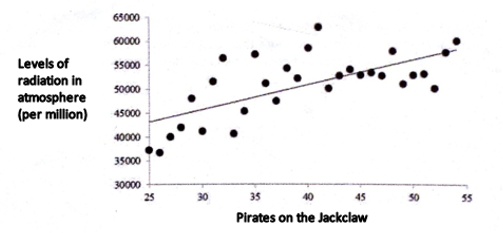 65000
60000
55000
50000
45000
40000
35000
30000
Levels of
radiation in
atmosphere
(per million)
25 30 35 40 45 50 55
Pirates on the Jackclaw